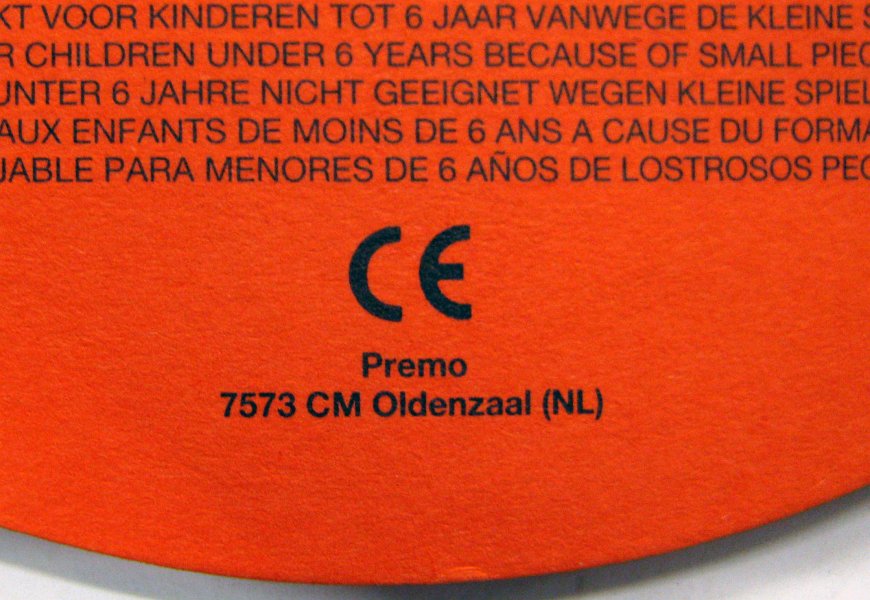 KT VOOR KINDEREN TOT 6 JAAR VANWEGE DE KLEINE S
R CHILDREN UNDER 6 YEARS BECAUSE OF SMALL PIEC
UNTER 6 JAHRE NICHT GEEIGNET WEGEN KLEINE SPIEL
AUX ENFANTS DE MOINS DE 6 ANS A CAUSE DU FORMA
JABLE PARA MENORES DE 6 AÑOS DE LOSTROSOS PEQ
CE
Premo
7573 CM Oldenzaal (NL)